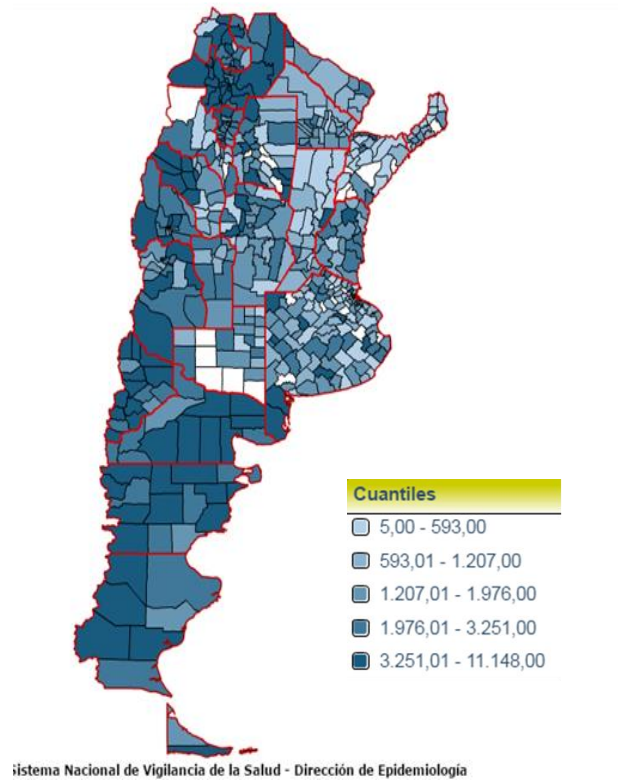 Cuantiles
5,00 - 593,00
593,01 - 1.207,00
1.207,01 - 1.976,00
1.976,01 - 3.251,00
3.251,01 - 11.148,00
Sistema Nacional de Vigilancia de la Salud - Dirección de Epidemiología